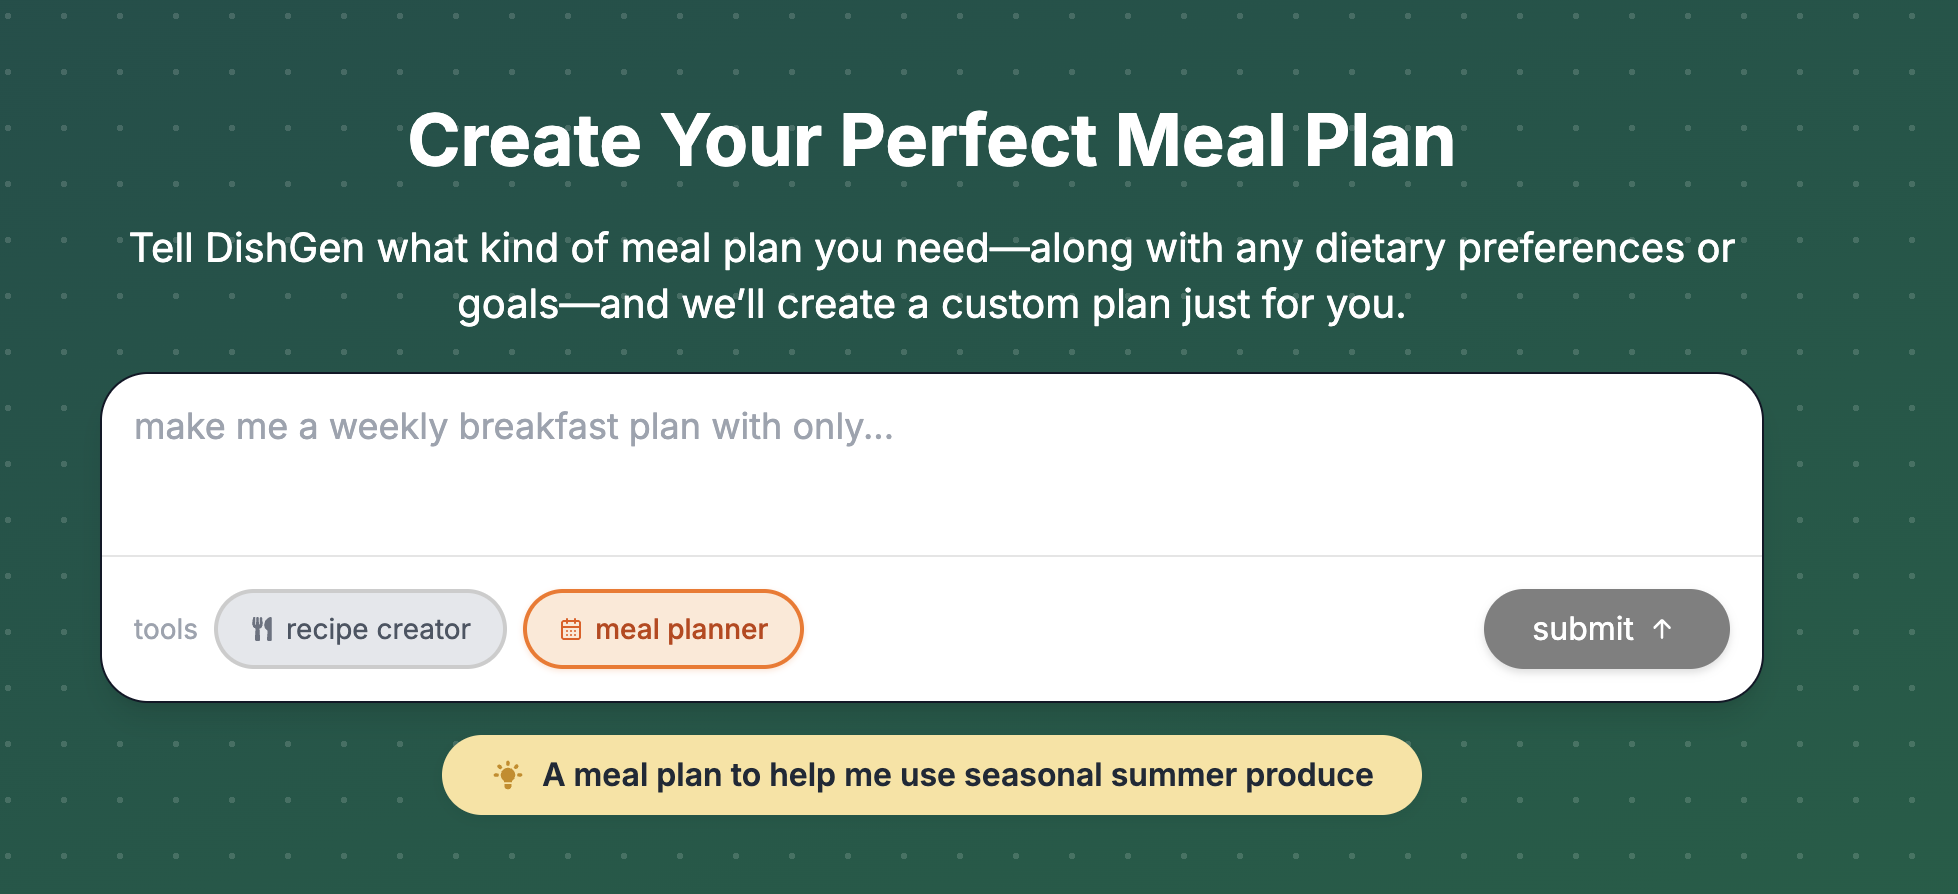 Create Your Perfect Meal Plan
Tell DishGen what kind of meal plan you need—along with any dietary preferences or
goals—and we’ll create a custom plan just for you.
make me a weekly breakfast plan with only...
tools recipe creator meal planner submit
A meal plan to help me use seasonal summer produce